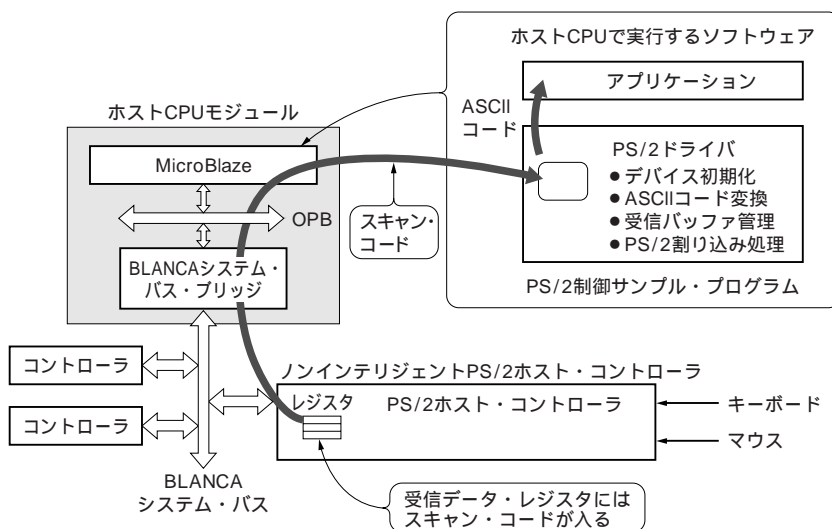 ホストCPUで実行するソフトウェア
アプリケーション
ASCII
コード
ホストCPUモジュール
MicroBlaze
OPB
BLANCAシステム・
バス・ブリッジ
スキャン・
コード
PS/2ドライバ
●デバイス初期化
●ASCIIコード変換
●受信バッファ管理
●PS/2割り込み処理
PS/2制御サンプル・プログラム
コントローラ
コントローラ
BLANCA
システム・バス
ノンインテリジェントPS/2ホスト・コントローラ
レジスタ
PS/2ホスト・コントローラ
キーボード
マウス
受信データ・レジスタには
スキャン・コードが入る